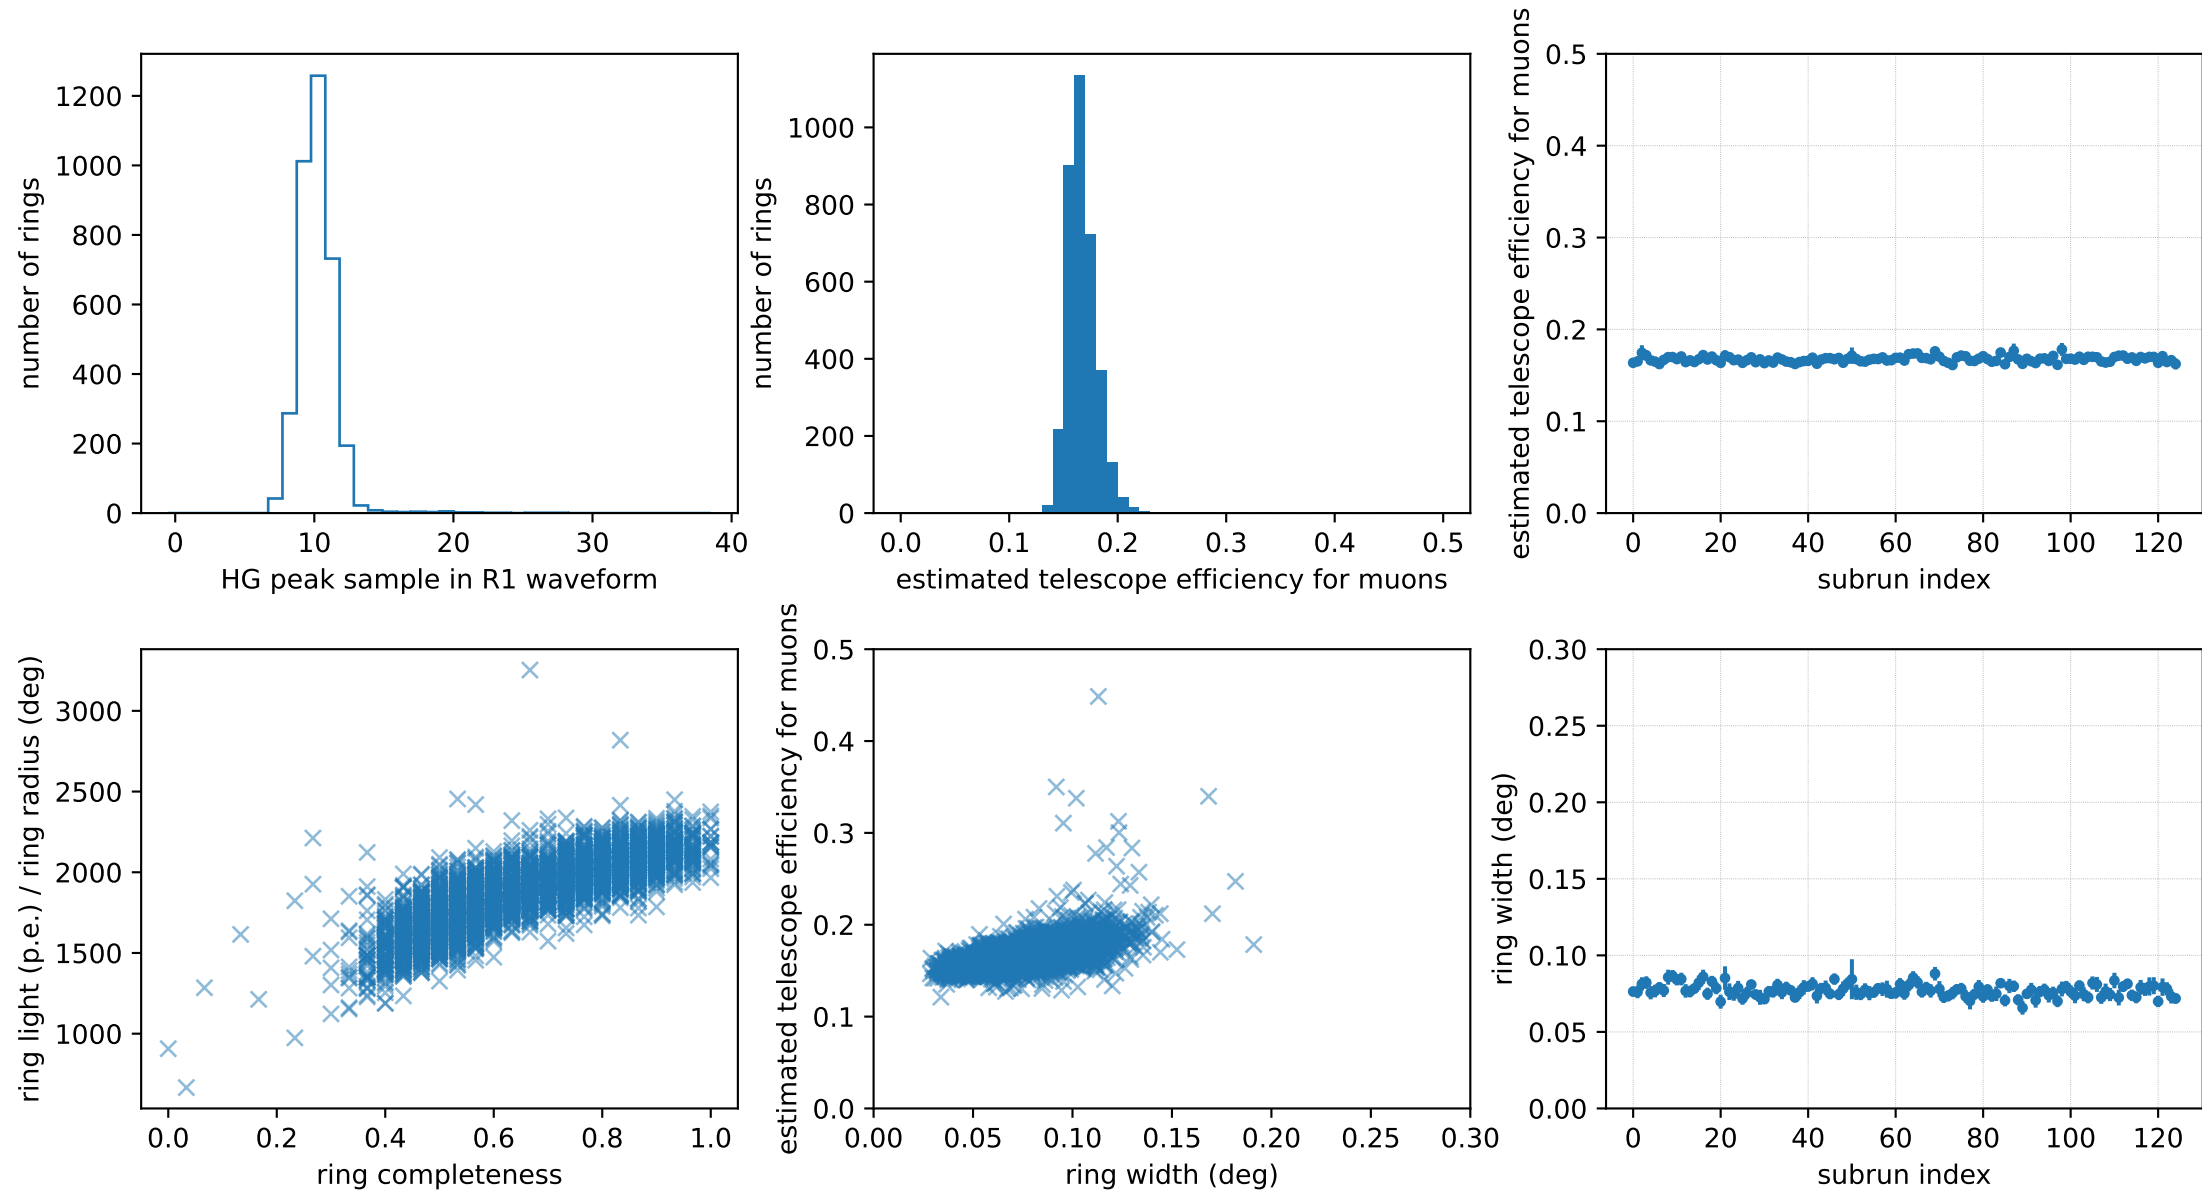 number of rings
1200
1000
800
600
400
200
0
0 10 20 30 40
HG peak sample in R1 waveform
number of rings
1000
800
600
400
200
0
0.0 0.1 0.2 0.3 0.4 0.5
estimated telescope efficiency for muons
estimated telescope efficiency for muons
0.5
0.4
0.3
0.2
0.1
0.0
0 20 40 60 80 100 120
subrun index
ring light (p.e.) / ring radius (deg)
3000
2500
2000
1500
1000
0.0 0.2 0.4 0.6 0.8 1.0
ring completeness
estimated telescope efficiency for muons
0.5
0.4
0.3
0.2
0.1
0.0
0.00 0.05 0.10 0.15 0.20 0.25 0.30
ring width (deg)
ring width (deg)
0.30
0.25
0.20
0.15
0.10
0.05
0.00
0 20 40 60 80 100 120
subrun index